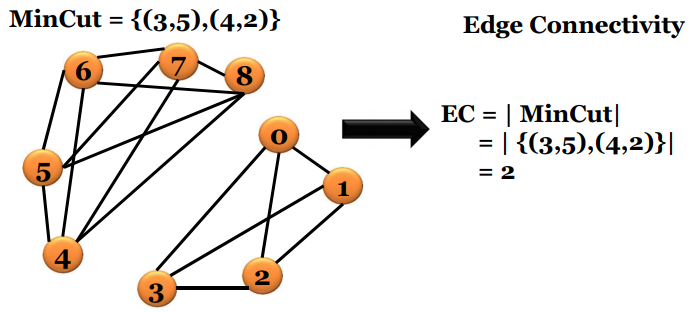 MinCut = {(3,5),(4,2)}
Edge Connectivity
6
7
8
5
4
0
1
2
3
EC = | MinCut|
= | {(3,5),(4,2)}|
= 2